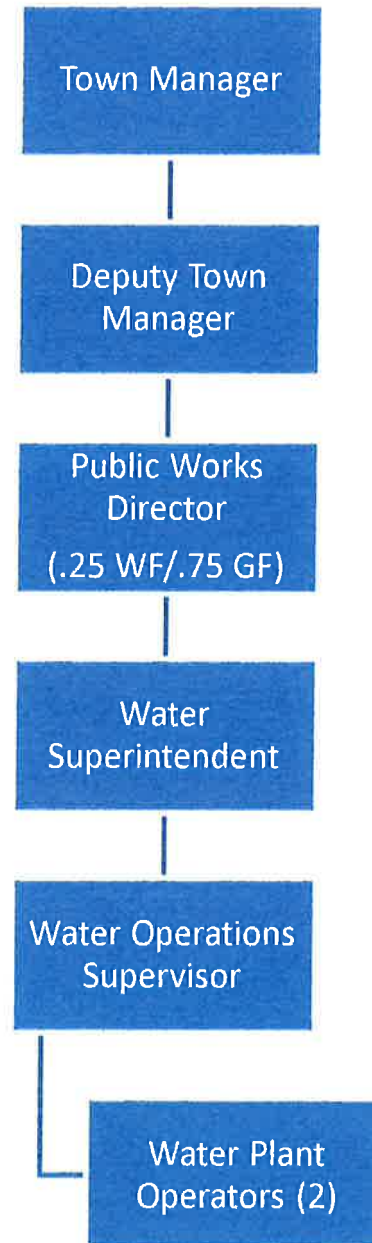 Town Manager
Deputy Town
Manager
Public Works
Director
(.25 WF/.75 GF)
Water
Superintendent
Water Operations
Supervisor
Water Plant
Operators (2)